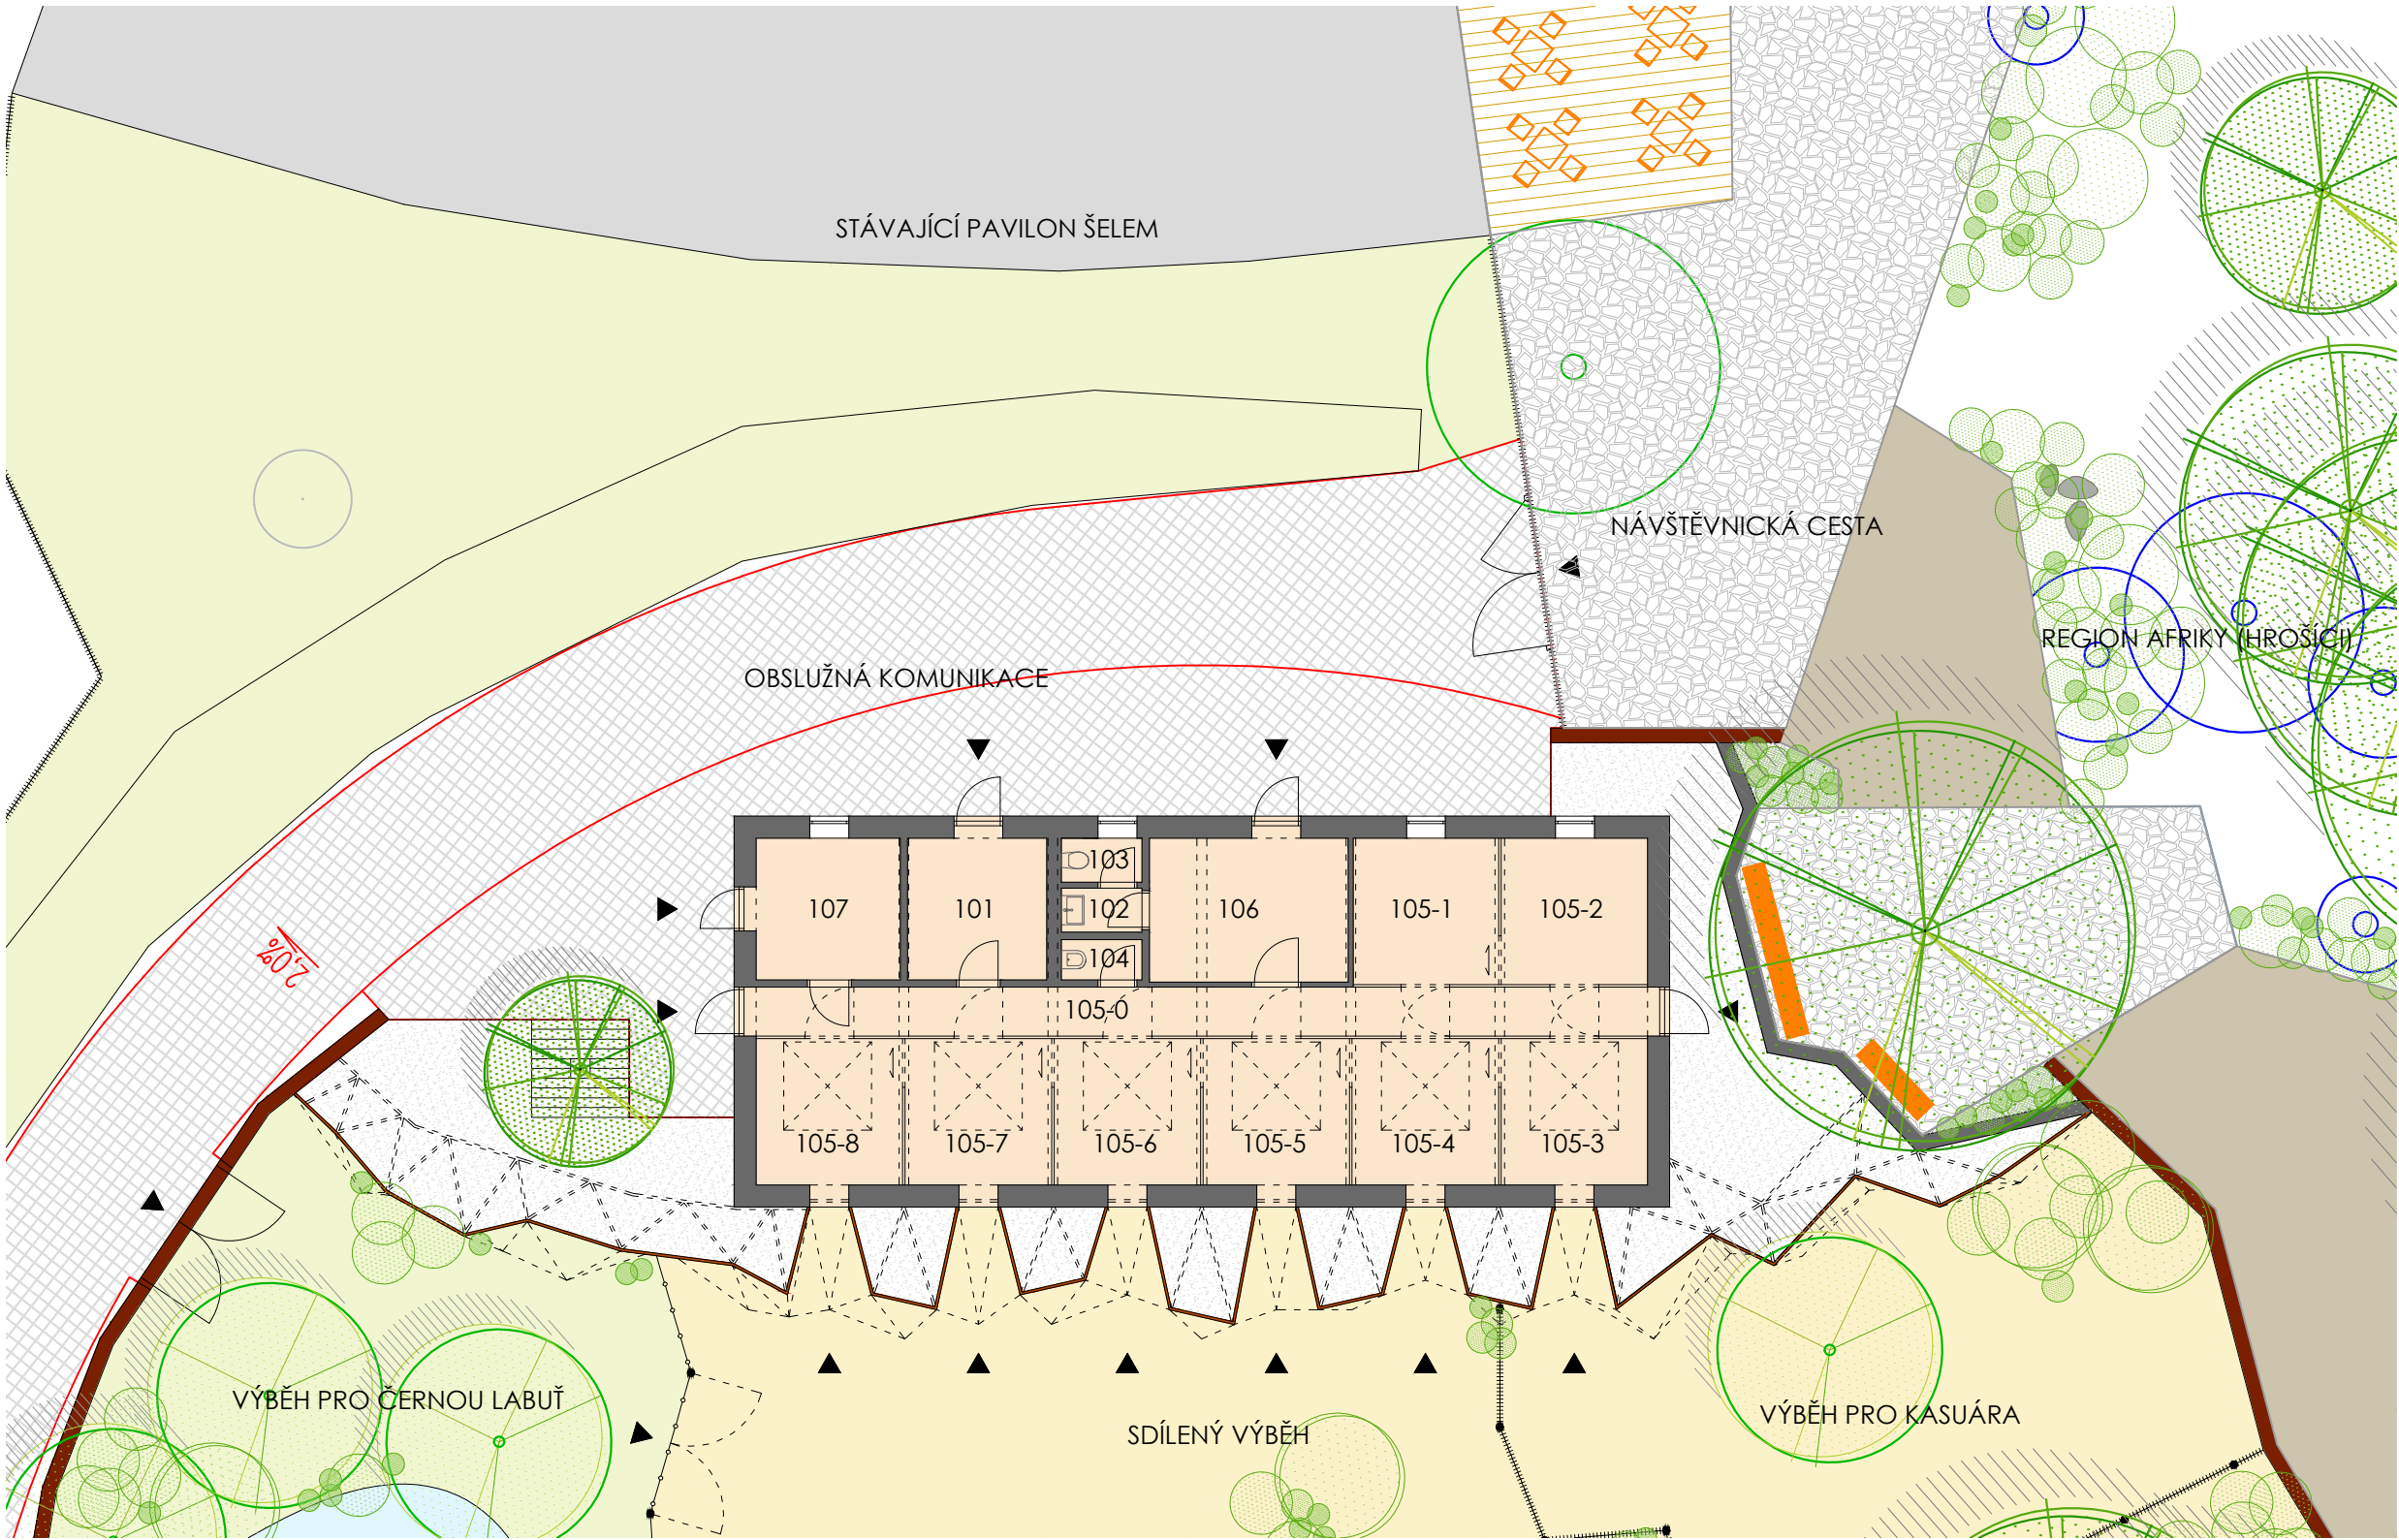 STÁVAJÍCÍ PAVILON ŠELEM
NÁVŠTĚVNICKÁ CESTA
REGION AFRIKY (HROŠÍCI)
OBSLUŽNÁ KOMUNIKACE
103
107
101
102
106
105-1
105-2
104
2,0%
105-0
105-8
105-7
105-6
105-5
105-4
105-3
VÝBĚH PRO ČERNOU LABUŤ
VÝBĚH PRO KASUÁRA
SDÍLENÝ VÝBĚH